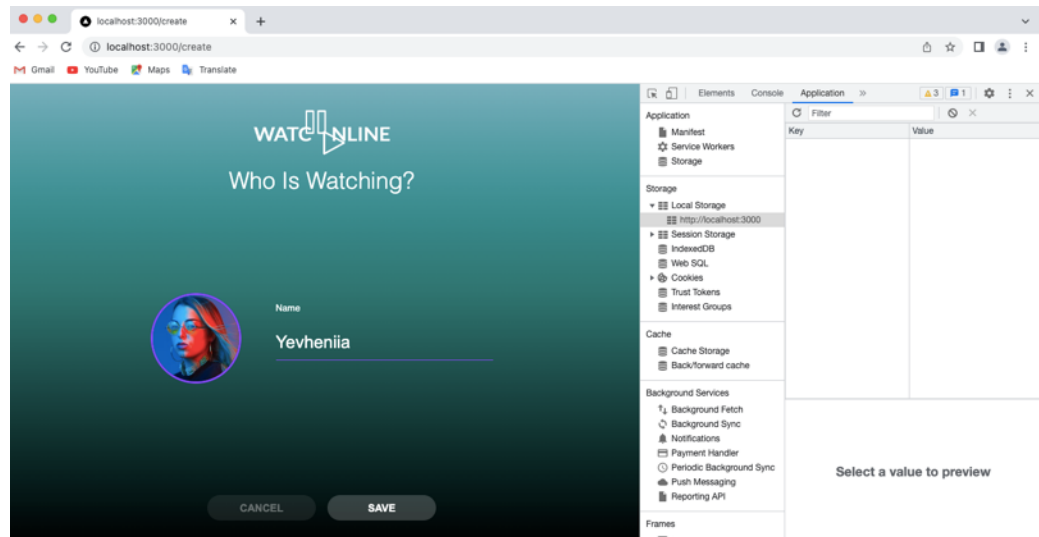 localhost:3000/create
localhost:3000/create
Gmail YouTube Maps Translate
WATCHONLINE
Who Is Watching?
Name
Yevheniia
CANCEL SAVE
Elements Console Application » 3 1
Application
Manifest
Service Workers
Storage
Storage
Local Storage
http://localhost:3000
Session Storage
IndexedDB
Web SQL
Cookies
Trust Tokens
Interest Groups
Cache
Cache Storage
Back/forward cache
Background Services
Background Fetch
Background Sync
Notifications
Payment Handler
Periodic Background Sync
Push Messaging
Reporting API
Frames
Filter
Key Value
Select a value to preview